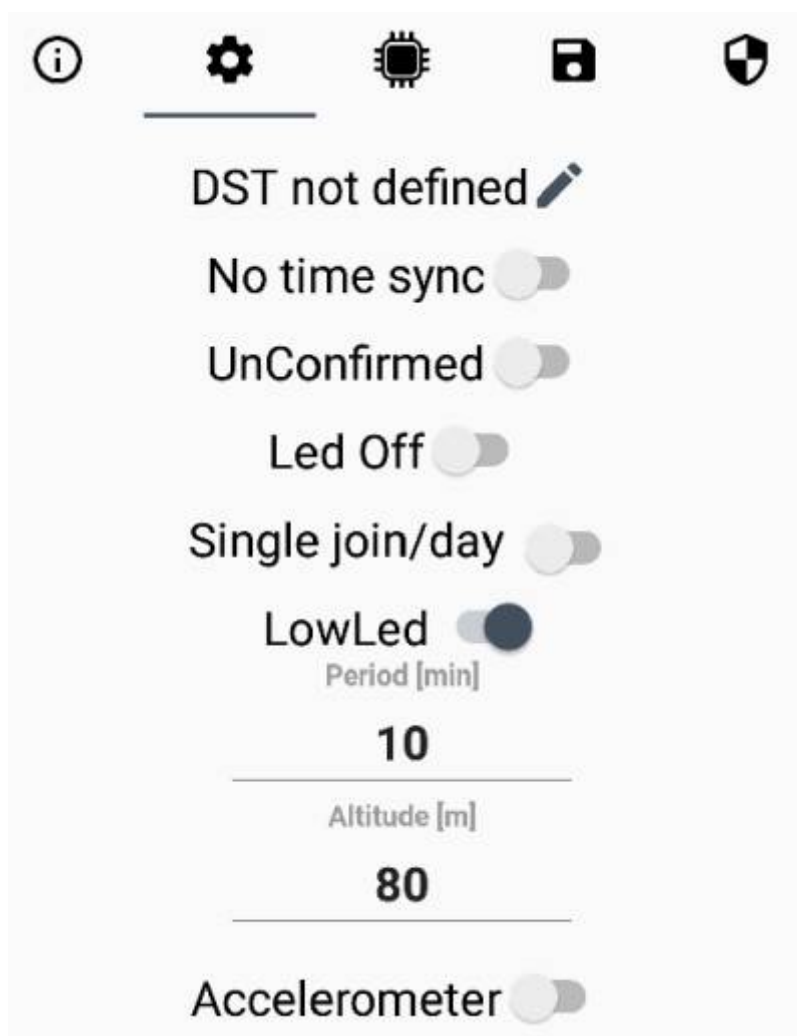 DST not defined
No time sync
UnConfirmed
Led Off
Single join/day
LowLed
Period [min]
10
Altitude [m]
80
Accelerometer